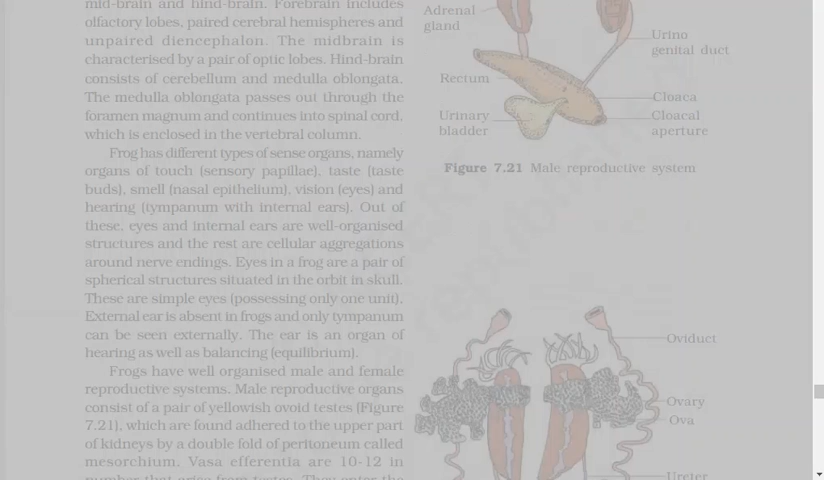 mid-brain and hind-brain. Forebrain includes
olfactory lobes, paired cerebral hemispheres and
unpaired diencephalon. The midbrain is
characterised by a pair of optic lobes. Hind-brain
consists of cerebellum and medulla oblongata.
The medulla oblongata passes out through the
foramen magnum and continues into spinal cord,
which is enclosed in the vertebral column.
Frog has different types of sense organs, namely
organs of touch (sensory papillae), taste (taste
buds), smell (nasal epithelium), vision (eyes) and
hearing (tympanum with internal ears). Out of
these, eyes and internal ears are well-organised
structures and the rest are cellular aggregations
around nerve endings. Eyes in a frog are a pair of
spherical structures situated in the orbit in skull.
These are simple eyes (possessing only one unit).
External ear is absent in frogs and only tympanum
can be seen externally. The ear is an organ of
hearing as well as balancing (equilibrium).
Frogs have well organised male and female
reproductive systems. Male reproductive organs
consist of a pair of yellowish ovoid testes (Figure
7.21), which are found adhered to the upper part
of kidneys by a double fold of peritoneum called
mesorchium. Vasa efferentia are 10-12 in
number that arise from testes. They enter the
Adrenal
gland
Urino
genital duct
Rectum
Cloaca
Urinary
bladder
Cloacal
aperture
Figure 7.21 Male reproductive system
Oviduct
Ovary
Ova
Ureter